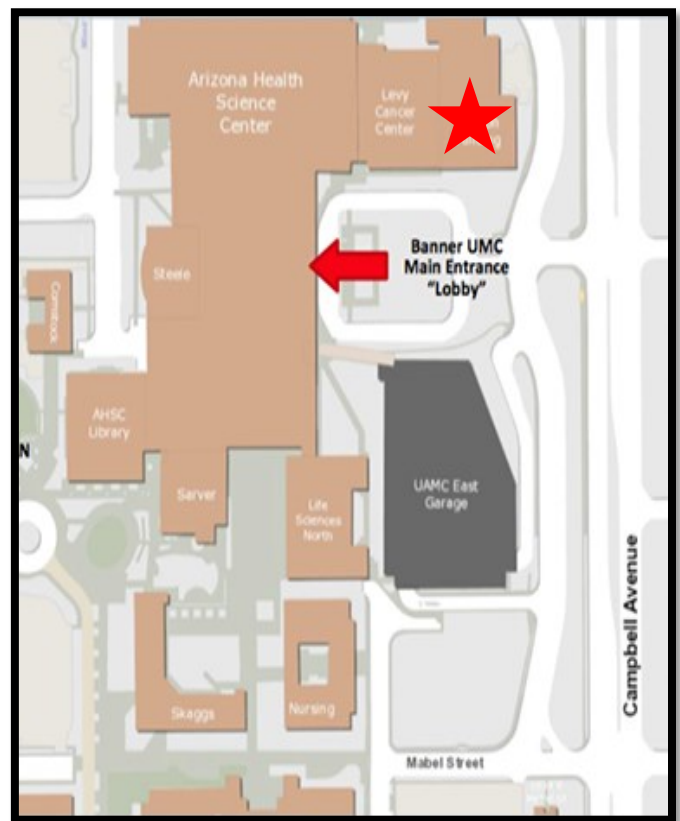 Arizona Health
Science
Center
Levy
Cancer
Center
Banner UMC
Main Entrance
“Lobby”
Steele
Comstock
AHSC
Library
N
Sarver
Life
Sciences
North
UAMC East
Garage
Campbell Avenue
Skaggs
Nursing
Mabel Street